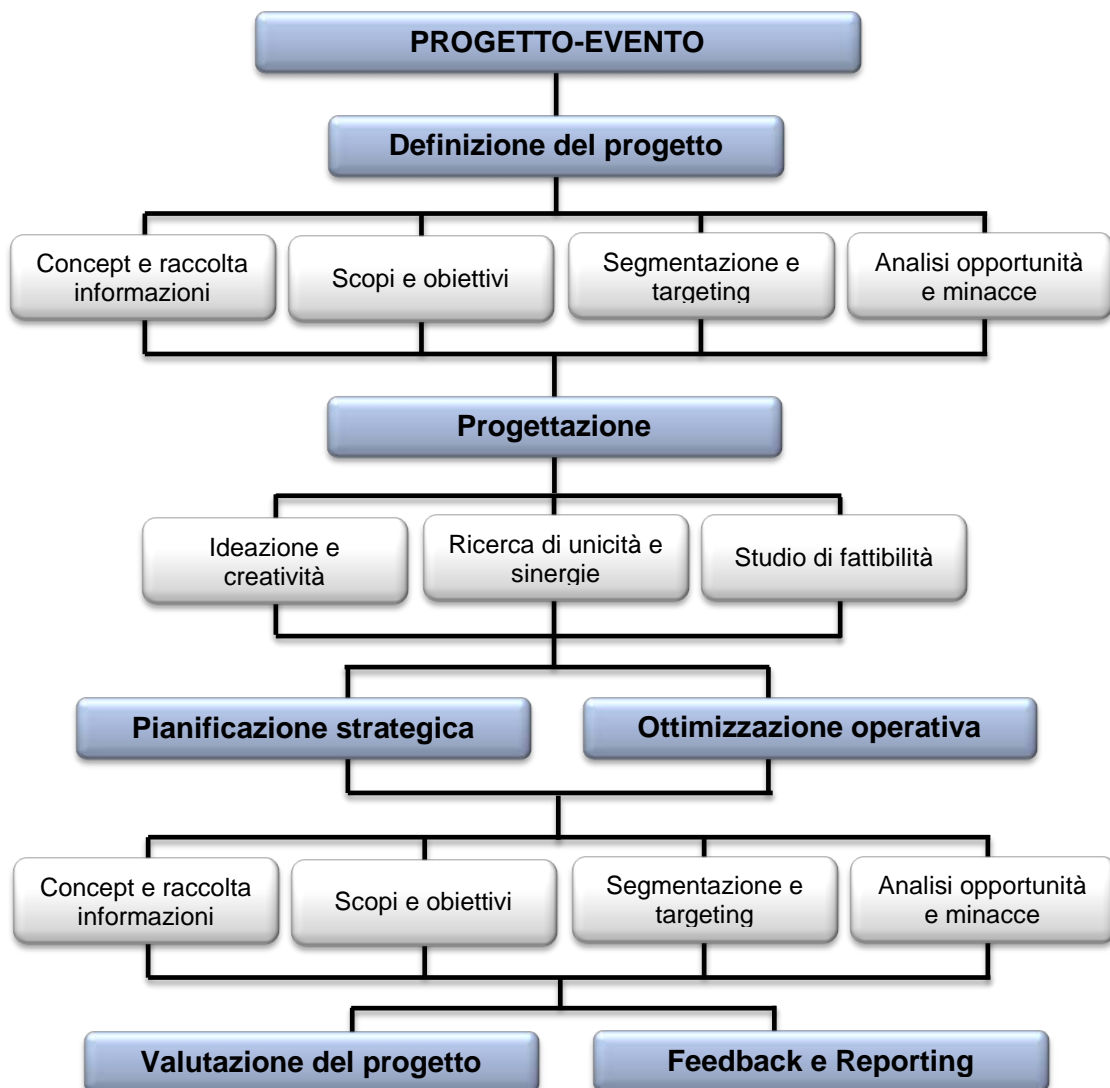 PROGETTO-EVENTO
Definizione del progetto
Concept e raccolta
informazioni
Scopi e obiettivi
Segmentazione e
targeting
Analisi opportunità
e minacce
Progettazione
Ideazione e
creatività
Ricerca di unicità e
sinergie
Studio di fattibilità
Pianificazione strategica
Ottimizzazione operativa
Concept e raccolta
informazioni
Scopi e obiettivi
Segmentazione e
targeting
Analisi opportunità
e minacce
Valutazione del progetto
Feedback e Reporting